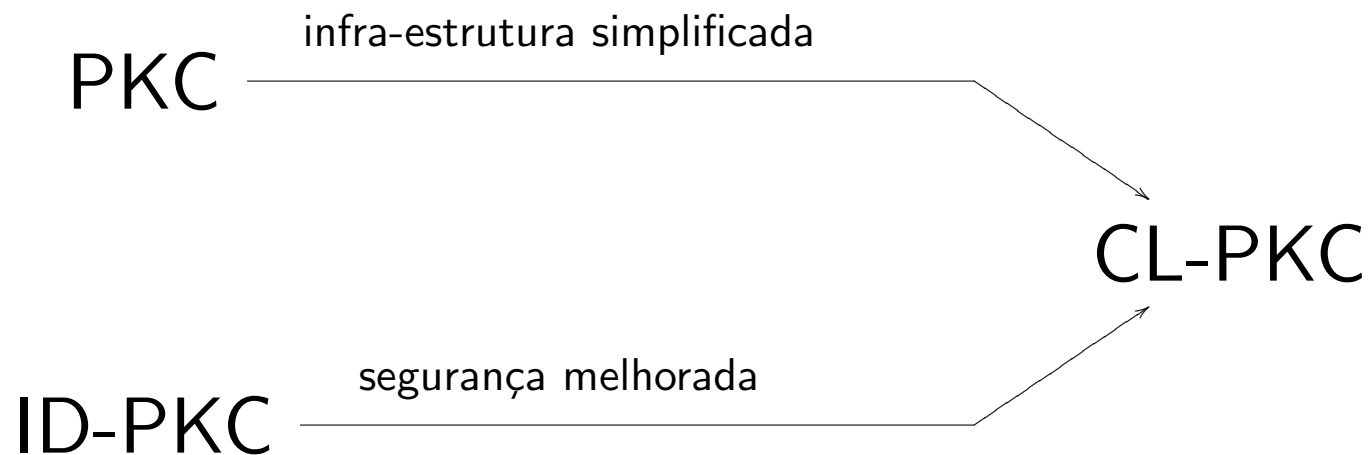 infra-estrutura simplificada
PKC
CL-PKC
segurança melhorada
ID-PKC